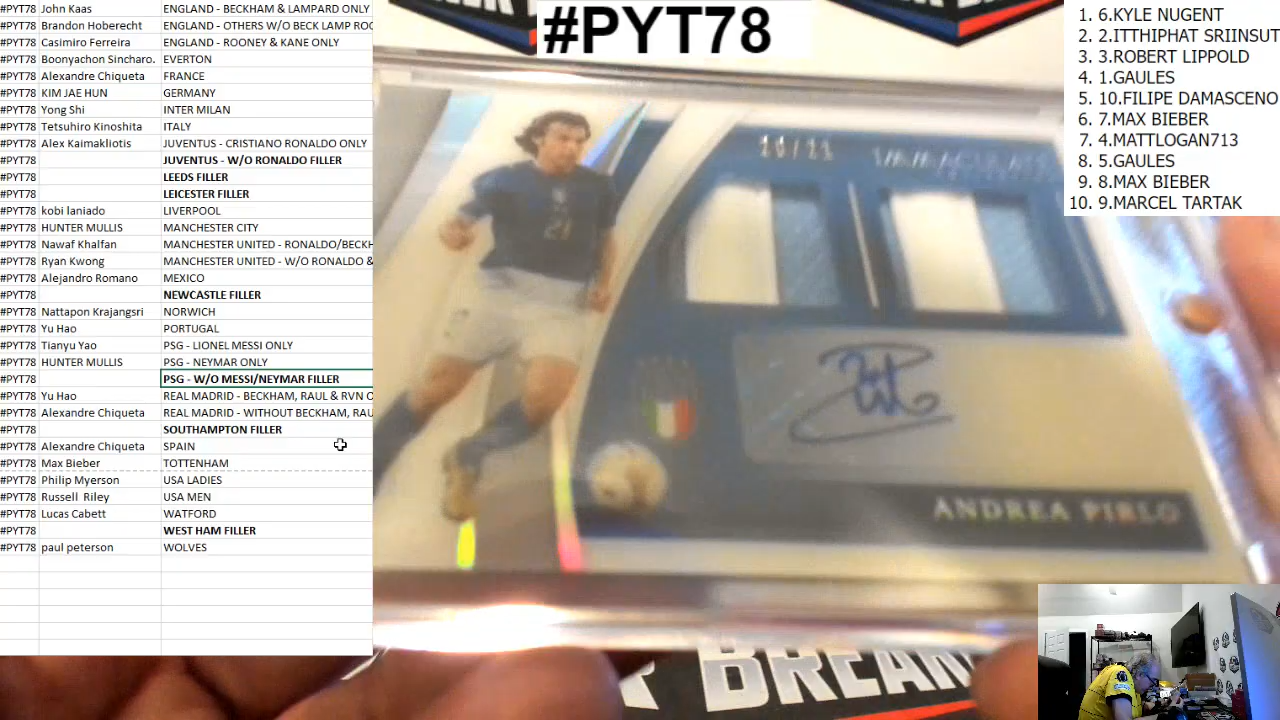 #PYT78 John Kaas ENGLAND - BECKHAM & LAMPARD ONLY
#PYT78 Brandon Hoberecht ENGLAND - OTHERS W/O BECK LAMP ROO
#PYT78 Casimiro Ferreira ENGLAND - ROONEY & KANE ONLY
#PYT78 Boonyachon Sincharo. EVERTON
#PYT78 Alexandre Chiqueta FRANCE
#PYT78 KIM JAE HUN GERMANY
#PYT78 Yong Shi INTER MILAN
#PYT78 Tetsuhiro Kinoshita ITALY
#PYT78 Alex Kaimakliotis JUVENTUS - CRISTIANO RONALDO ONLY
#PYT78 JUVENTUS - W/O RONALDO FILLER
#PYT78 LEEDS FILLER
#PYT78 LEICESTER FILLER
#PYT78 kobi laniado LIVERPOOL
#PYT78 HUNTER MULLIS MANCHESTER CITY
#PYT78 Nawaf Khalfan MANCHESTER UNITED - RONALDO/BECKH
#PYT78 Ryan Kwong MANCHESTER UNITED - W/O RONALDO &
#PYT78 Alejandro Romano MEXICO
#PYT78 NEWCASTLE FILLER
#PYT78 Nattapon Krajangsri NORWICH
#PYT78 Yu Hao PORTUGAL
#PYT78 Tianyu Yao PSG - LIONEL MESSI ONLY
#PYT78 HUNTER MULLIS PSG - NEYMAR ONLY
#PYT78 PSG - W/O MESSI/NEYMAR FILLER
#PYT78 Yu Hao REAL MADRID - BECKHAM, RAUL & RVN O
#PYT78 Alexandre Chiqueta REAL MADRID - WITHOUT BECKHAM, RAU
#PYT78 SOUTHAMPTON FILLER
#PYT78 Alexandre Chiqueta SPAIN
#PYT78 Max Bieber TOTTENHAM
#PYT78 Philip Myerson USA LADIES
#PYT78 Russell Riley USA MEN
#PYT78 Lucas Cabett WATFORD
#PYT78 WEST HAM FILLER
#PYT78 paul peterson WOLVES
#PYT78
IMMACULATE
21
ANDREA PIRLO
BREAK
1. 6.KYLE NUGENT
2. 2.ITTHIPHAT SRIINSUT
3. 3.ROBERT LIPPOLD
4. 1.GAULES
5. 10.FILIPE DAMASCENO
6. 7.MAX BIEBER
7. 4.MATTLOGAN713
8. 5.GAULES
9. 8.MAX BIEBER
10. 9.MARCEL TARTAK